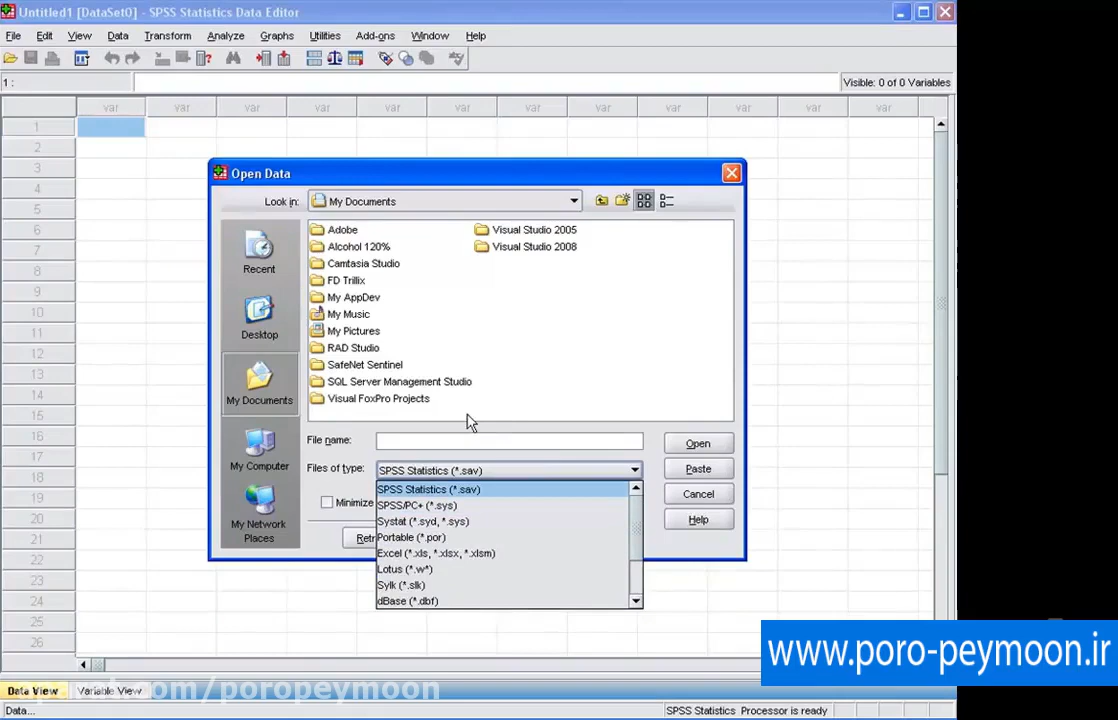 Untitled1 [DataSet0] - SPSS Statistics Data Editor
File Edit View Data Transform Analyze Graphs Utilities Add-ons Window Help
1 : Visible: 0 of 0 Variables
var var var var var var var var var var var var
1
2
3
4
5
6
7
8
9
10
11
12
13
14
15
16
17
18
19
20
21
22
23
24
25
26
Open Data
Look in: My Documents
Recent
Desktop
My Documents
My Computer
My Network
Places
Adobe
Alcohol 120%
Camtasia Studio
FD Trillix
My AppDev
My Music
My Pictures
RAD Studio
SafeNet Sentinel
SQL Server Management Studio
Visual FoxPro Projects
Visual Studio 2005
Visual Studio 2008
File name:
Files of type: SPSS Statistics (*.sav)
Minimize
Open
Paste
Cancel
Help
SPSS Statistics (*.sav)
SPSS/PC+ (*.sys)
Systat (*.syd, *.sys)
Portable (*.por)
Excel (*.xls, *.xlsx, *.xlsm)
Lotus (*.w*)
Sylk (*.slk)
dBase (*.dbf)
www.poro-peymoon.ir
Data View Variable View
.com/poropeymoon
Data... SPSS Statistics Processor is ready